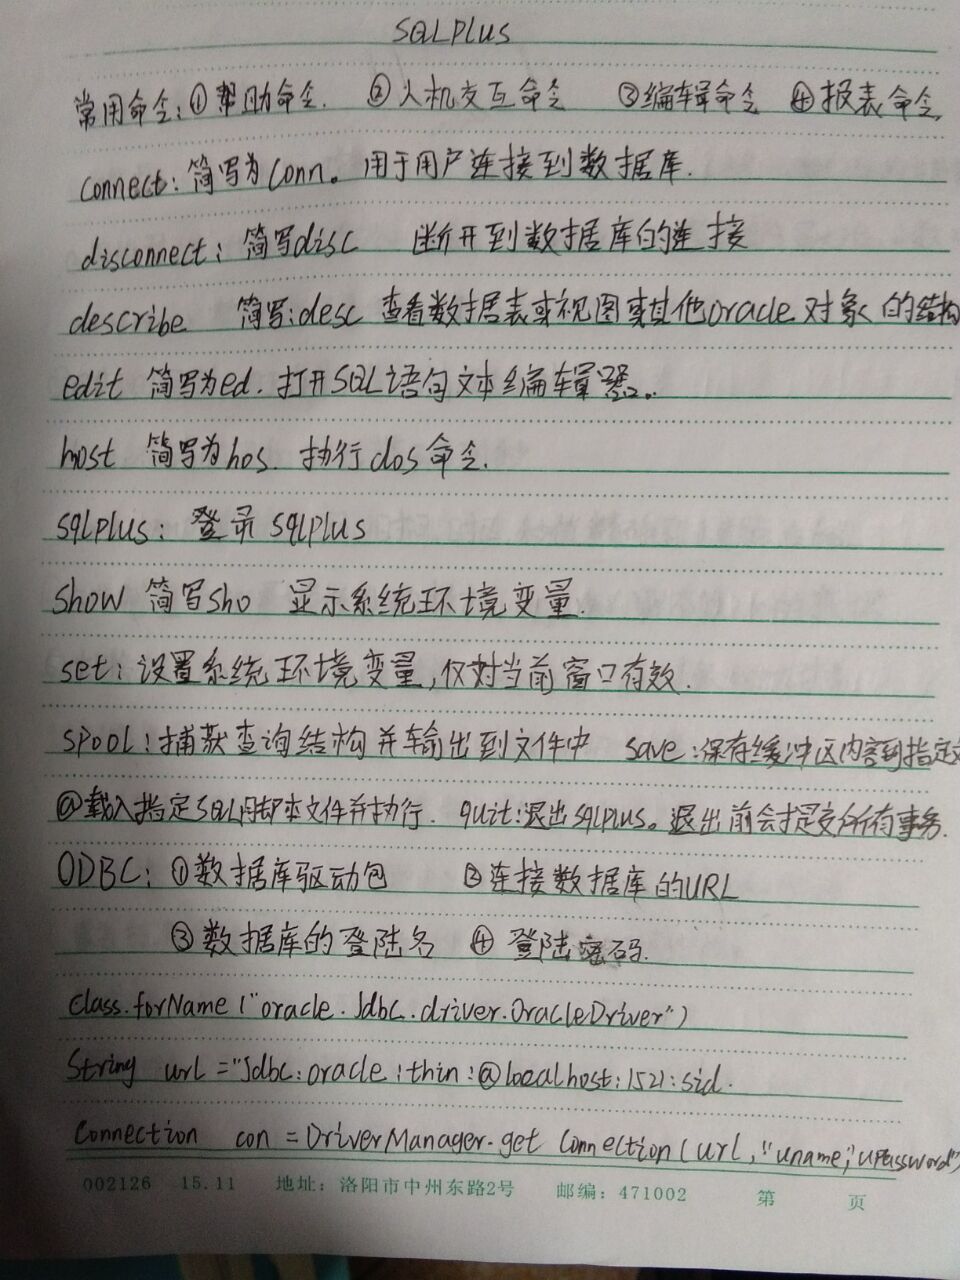 SQLPlus
常用命令:①帮助命令. ②人机交互命令 ③编辑命令 ④报表命令
connect: 简写为conn。用于用户连接到数据库.
disconnect: 简写disc 断开到数据库的连接
describe 简写:desc 查看数据表或视图或其他oracle对象的结构
edit 简写为ed. 打开SQL语句文本编辑器..
host 简写为hos. 执行dos命令.
sqlplus: 登录sqlplus
show 简写sho 显示系统环境变量.
set: 设置系统环境变量,仅对当前窗口有效.
spool:捕获查询结构并输出到文件中 save:保存缓冲区内容到指定文
@载入指定SQL脚本文件并执行. quit:退出sqlplus。退出前会提交所有事务.
ODBC: ①数据库驱动包 ②连接数据库的URL
③数据库的登陆名 ④登陆密码.
class.forName("oracle.Jdbc.driver.OracleDriver")
String url ="Jdbc:oracle:thin:@localhost:1521:sid.
Connection con =DriverManager.get Connection(url,"uname","upassword")
002126 15.11 地址:洛阳市中州东路2号 邮编:471002 第 页